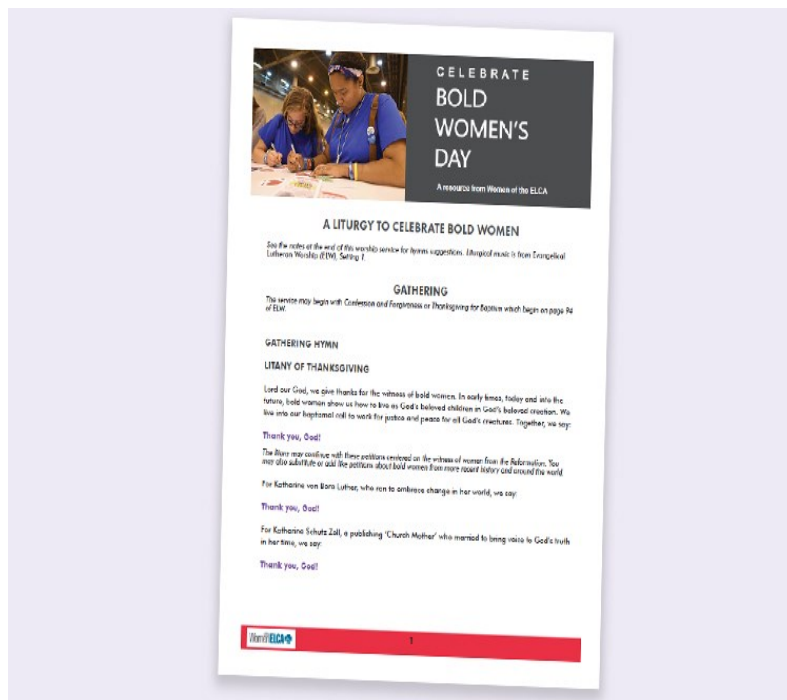 CELEBRATE
BOLD
WOMEN'S
DAY
A resource from Women of the ELCA
A LITURGY TO CELEBRATE BOLD WOMEN
See the notes at the end of this worship service for hymns suggestions. Liturgical music is from Evangelical
Lutheran Worship (ELW), Setting 1.
GATHERING
The service may begin with Confession and Forgiveness or Thanksgiving for Baptism which begin on page 94
of ELW.
GATHERING HYMN
LITANY OF THANKSGIVING
Lord our God, we give thanks for the witness of bold women. In early times, today and into the
future, bold women show us how to live as God's beloved children in God's beloved creation. We
live into our baptismal call to work for justice and peace for all God's creatures. Together, we say:
Thank you, God!
The litany may continue with these petitions centered on the witness of women from the Reformation. You
may also substitute or add like petitions about bold women from more recent history and around the world.
For Katharina von Bora Luther, who ran to embrace change in her world, we say:
Thank you, God!
For Katharina Schutz Zell, a publishing 'Church Mother' who married to bring voice to God's truth
in her time, we say:
Thank you, God!
ELCA
1